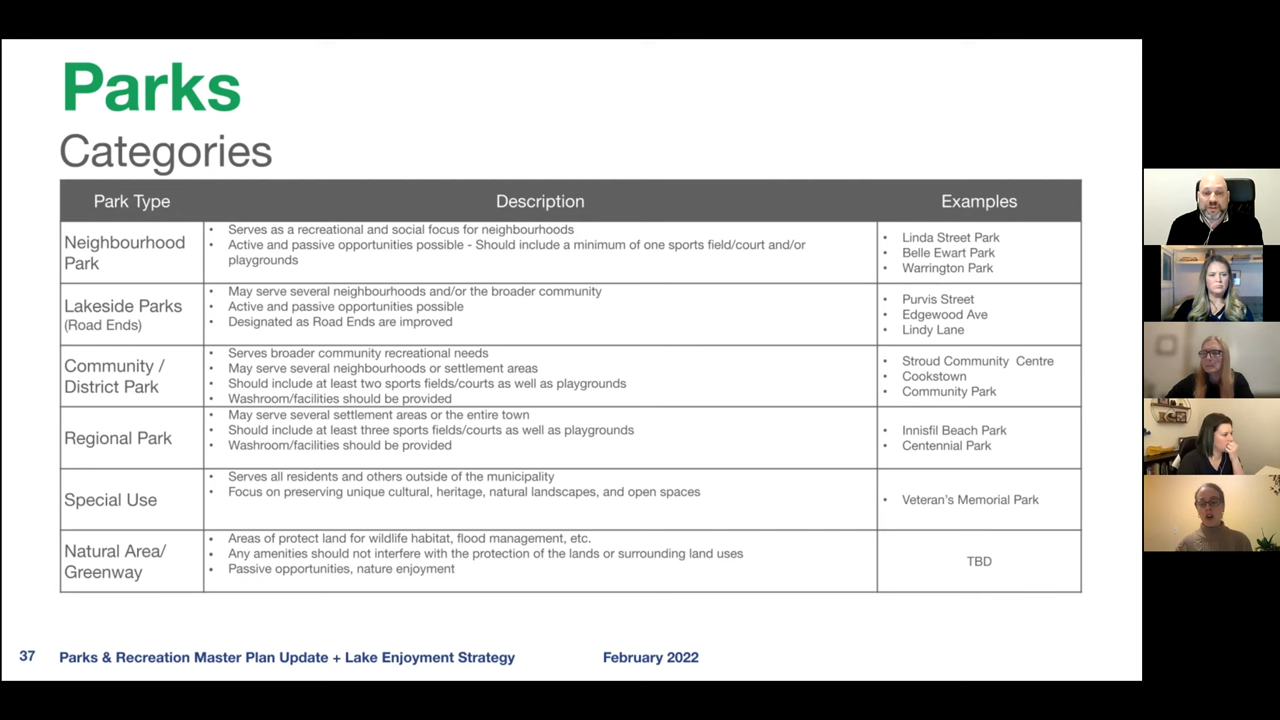 Parks
Categories
Park Type
Description
Examples
Neighbourhood
Park
• Serves as a recreational and social focus for neighbourhoods
• Active and passive opportunities possible - Should include a minimum of one sports field/court and/or
playgrounds
• Linda Street Park
• Belle Ewart Park
• Warrington Park
Lakeside Parks
(Road Ends)
• May serve several neighbourhoods and/or the broader community
• Active and passive opportunities possible
• Designated as Road Ends are improved
• Purvis Street
• Edgewood Ave
• Lindy Lane
Community /
District Park
• Serves broader community recreational needs
• May serve several neighbourhoods or settlement areas
• Should include at least two sports fields/courts as well as playgrounds
• Washroom/facilities should be provided
• Stroud Community Centre
• Cookstown
• Community Park
Regional Park
• May serve several settlement areas or the entire town
• Should include at least three sports fields/courts as well as playgrounds
• Washroom/facilities should be provided
• Innisfil Beach Park
• Centennial Park
Special Use
• Serves all residents and others outside of the municipality
• Focus on preserving unique cultural, heritage, natural landscapes, and open spaces
• Veteran's Memorial Park
Natural Area/
Greenway
• Areas of protect land for wildlife habitat, flood management, etc.
• Any amenities should not interfere with the protection of the lands or surrounding land uses
• Passive opportunities, nature enjoyment
TBD
37 Parks & Recreation Master Plan Update + Lake Enjoyment Strategy February 2022